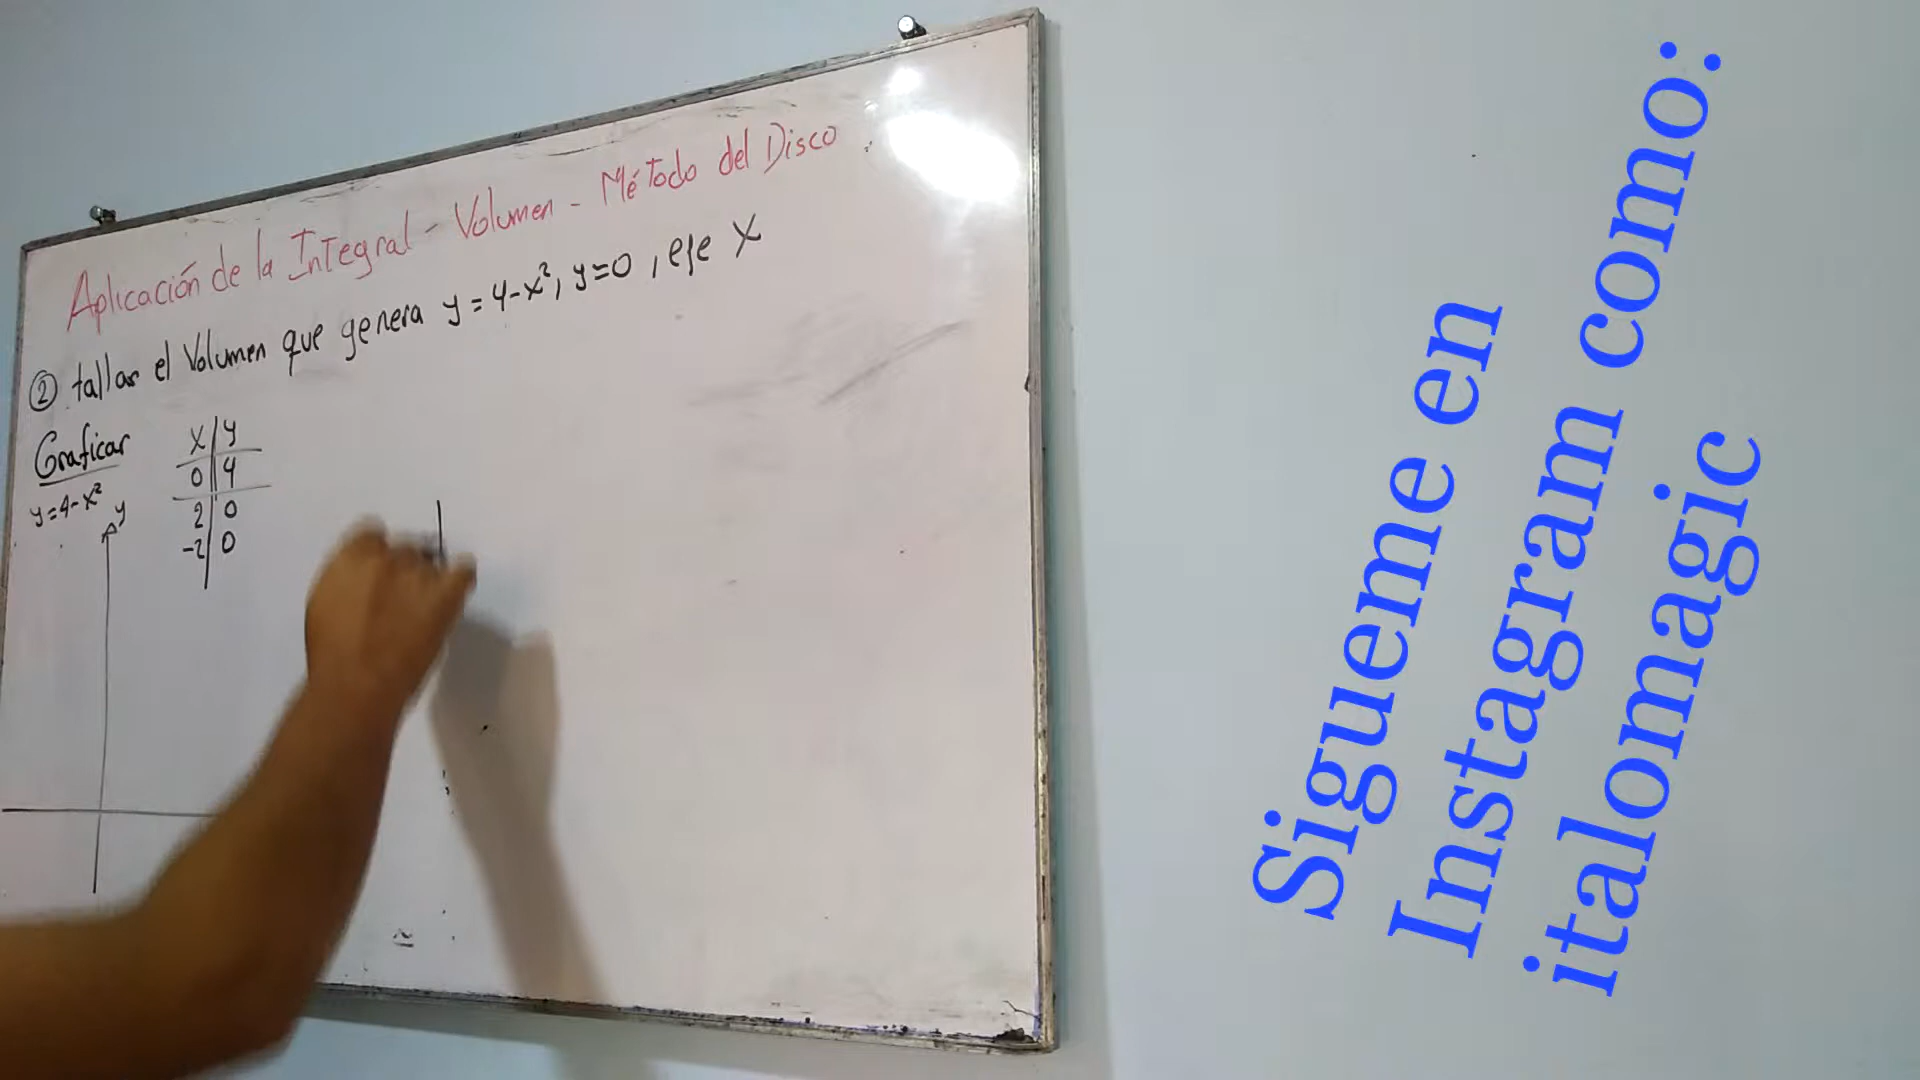 Aplicación de la Integral - Volumen - Método del Disco
② tallar el Volumen que genera y = 4-x², y=0, eje X
Graficar
y=4-x²
x y
0 4
2 0
-2 0
y
Sigueme en
Instagram como:
italomagic